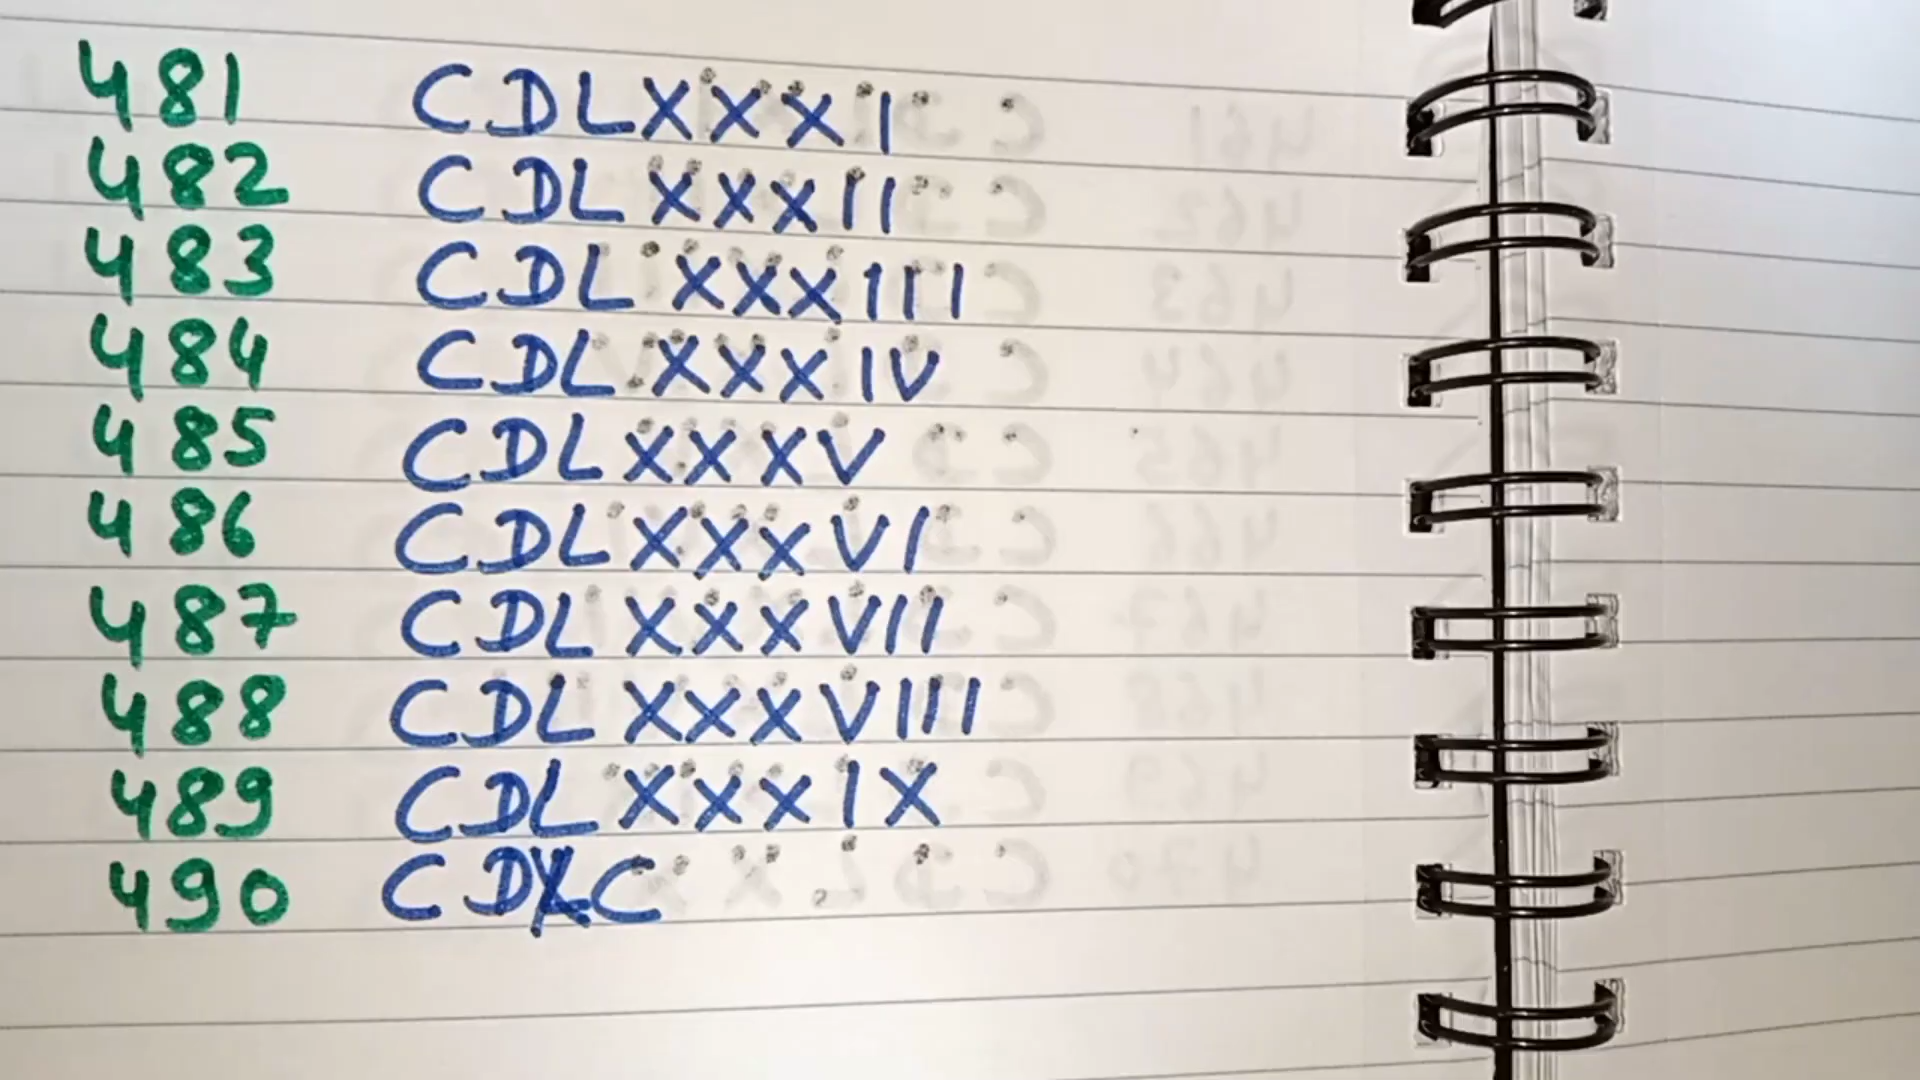 481 CDLXXXI
482 CDLXXXII
483 CDLXXXIII
484 CDLXXXIV
485 CDLXXXV
486 CDLXXXVI
487 CDLXXXVII
488 CDLXXXVIII
489 CDLXXXIX
490 CDXC